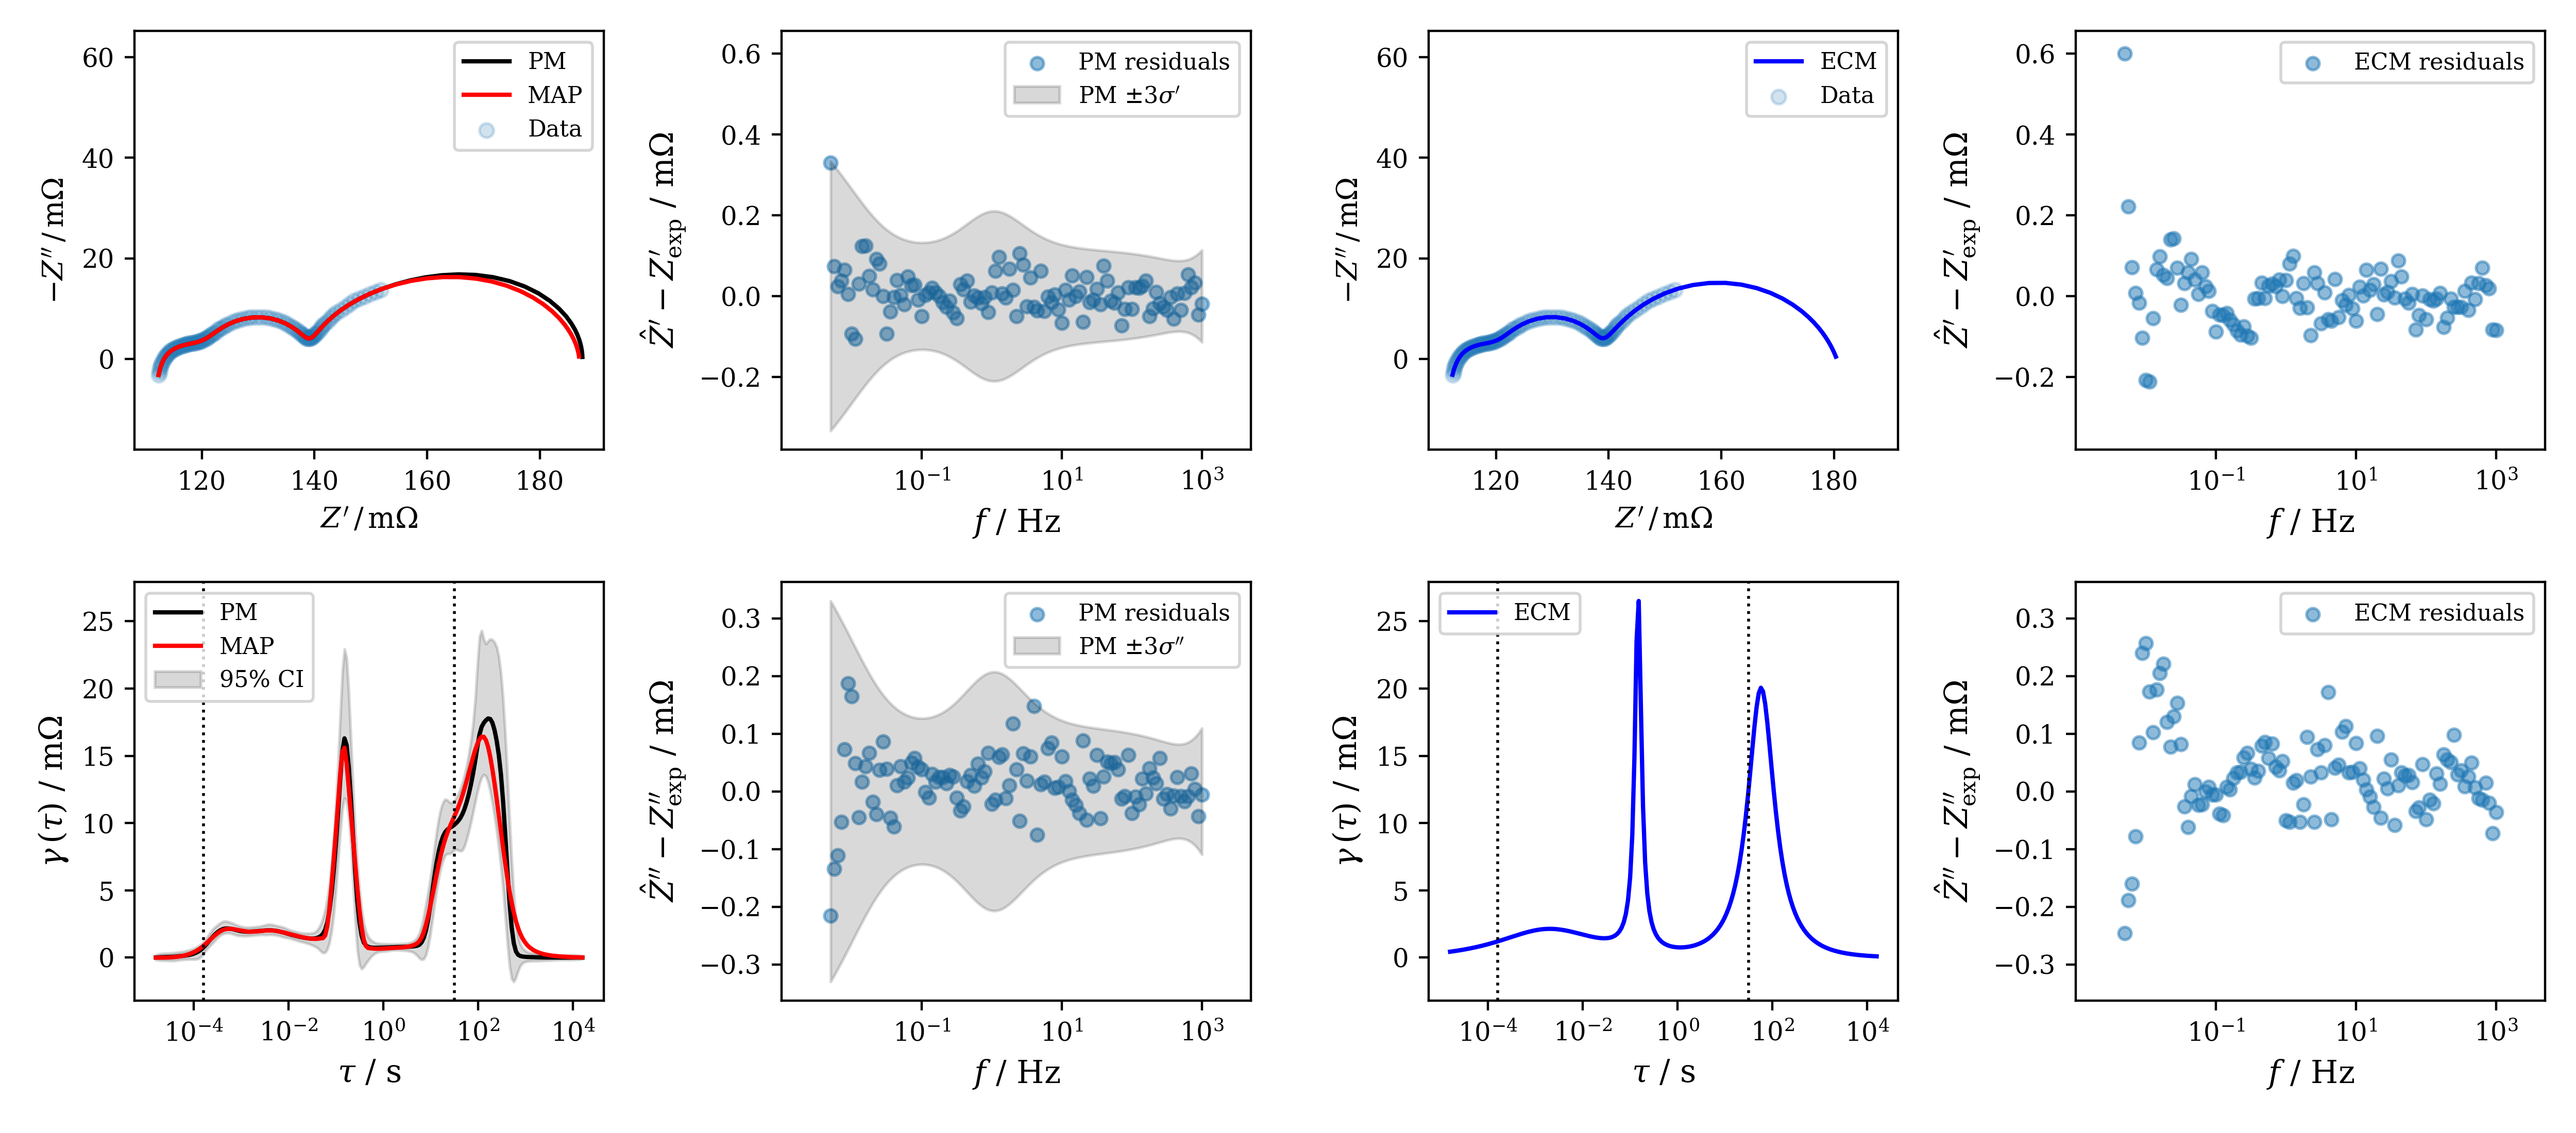 60
40
20
0
−Z″/mΩ
120 140 160 180
Z′/mΩ
PM
MAP
Data
0.6
0.4
0.2
0.0
−0.2
Ẑ′ − Z′exp / mΩ
10⁻¹ 10¹ 10³
f / Hz
PM residuals
PM ±3σ′
60
40
20
0
−Z″/mΩ
120 140 160 180
Z′/mΩ
ECM
Data
0.6
0.4
0.2
0.0
−0.2
Ẑ′ − Z′exp / mΩ
10⁻¹ 10¹ 10³
f / Hz
ECM residuals
25
20
15
10
5
0
γ(τ) / mΩ
10⁻⁴ 10⁻² 10⁰ 10² 10⁴
τ / s
PM
MAP
95% CI
0.3
0.2
0.1
0.0
−0.1
−0.2
−0.3
Ẑ″ − Z″exp / mΩ
10⁻¹ 10¹ 10³
f / Hz
PM residuals
PM ±3σ″
25
20
15
10
5
0
γ(τ) / mΩ
10⁻⁴ 10⁻² 10⁰ 10² 10⁴
τ / s
ECM
0.3
0.2
0.1
0.0
−0.1
−0.2
−0.3
Ẑ″ − Z″exp / mΩ
10⁻¹ 10¹ 10³
f / Hz
ECM residuals